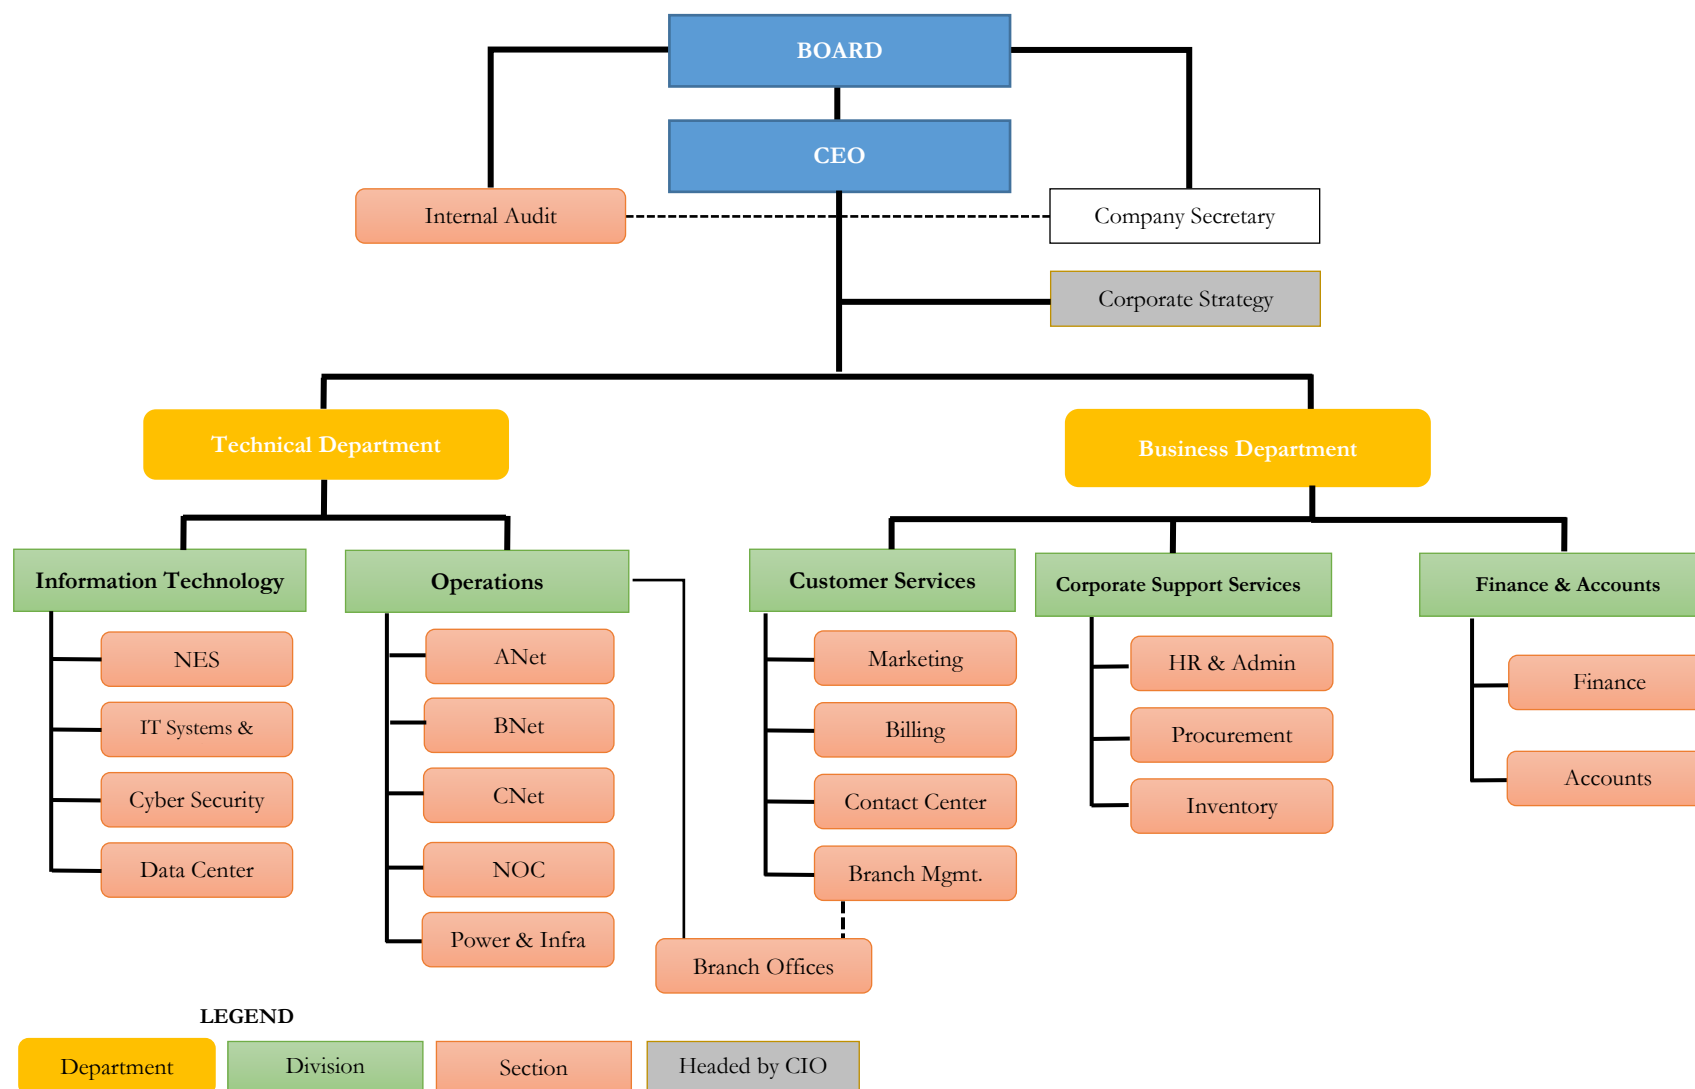 BOARD
CEO
Internal Audit
Company Secretary
Corporate Strategy
Technical Department
Business Department
Information Technology
Operations
Customer Services
Corporate Support Services
Finance & Accounts
NES
IT Systems &
Cyber Security
Data Center
ANet
BNet
CNet
NOC
Power & Infra
Marketing
Billing
Contact Center
Branch Mgmt.
Branch Offices
HR & Admin
Procurement
Inventory
Finance
Accounts
LEGEND
Department
Division
Section
Headed by CIO